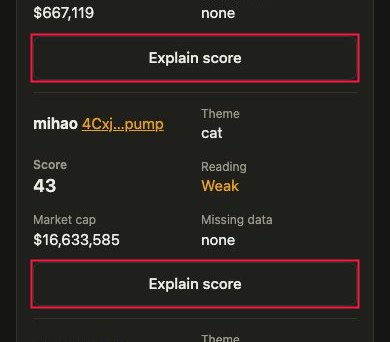 $667,119 none
Explain score
mihao 4Cxj...pump
Theme
cat
Score
43
Reading
Weak
Market cap
$16,633,585
Missing data
none
Explain score
Theme